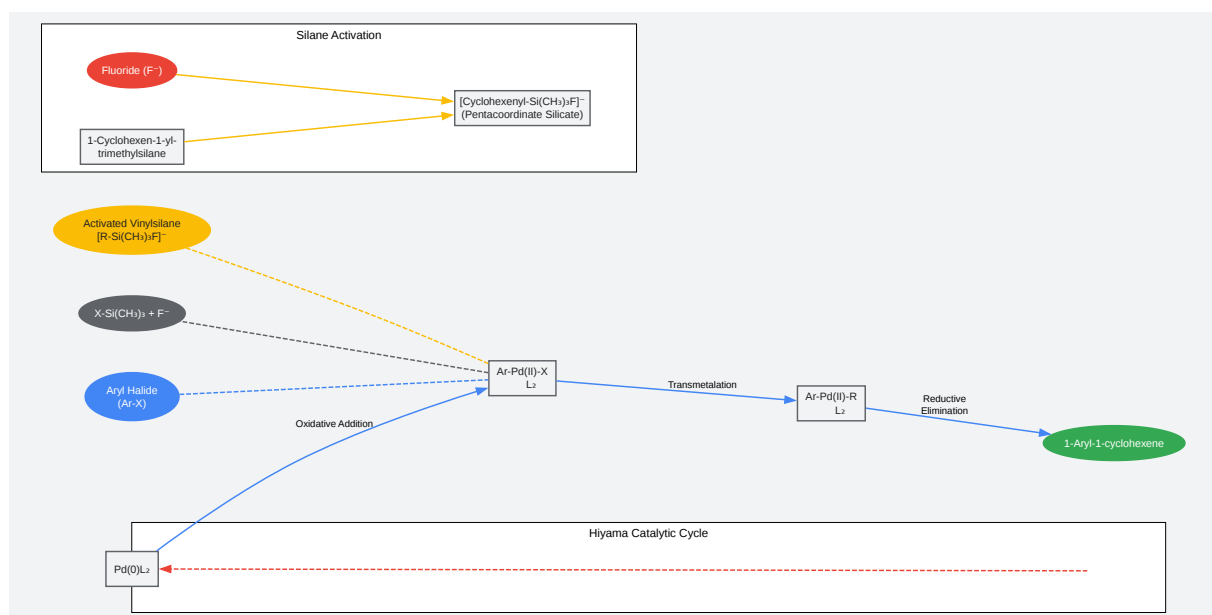 Silane Activation
Fluoride (F⁻)
[Cyclohexenyl-Si(CH₃)₃F]⁻
(Pentacoordinate Silicate)
1-Cyclohexen-1-yl-
trimethylsilane
Activated Vinylsilane
[R-Si(CH₃)₃F]⁻
X-Si(CH₃)₃ + F⁻
Aryl Halide
(Ar-X)
Ar-Pd(II)-X
L₂
Transmetalation
Ar-Pd(II)-R
L₂
Reductive
Elimination
Oxidative Addition
1-Aryl-1-cyclohexene
Hiyama Catalytic Cycle
Pd(0)L₂